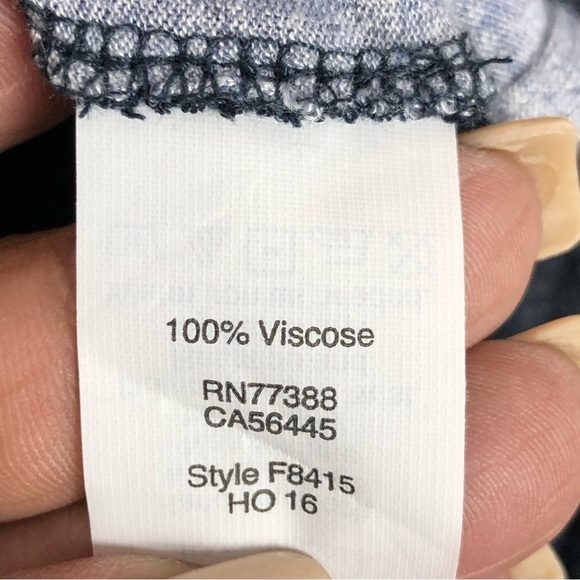 100% Viscose
RN77388
CA56445
Style F8415
HO 16